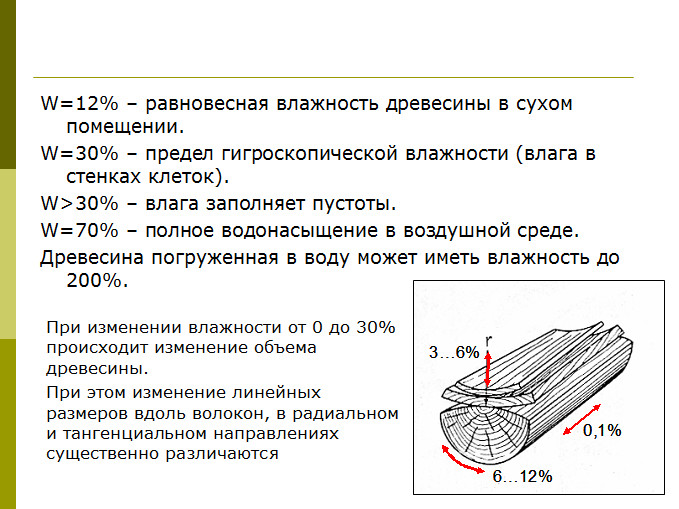 W=12% – равновесная влажность древесины в сухом
помещении.
W=30% – предел гигроскопической влажности (влага в
стенках клеток).
W>30% – влага заполняет пустоты.
W=70% – полное водонасыщение в воздушной среде.
Древесина погруженная в воду может иметь влажность до
200%.
При изменении влажности от 0 до 30%
происходит изменение объема
древесины.
При этом изменение линейных
размеров вдоль волокон, в радиальном
и тангенциальном направлениях
существенно различаются
r
3...6%
0,1%
6...12%